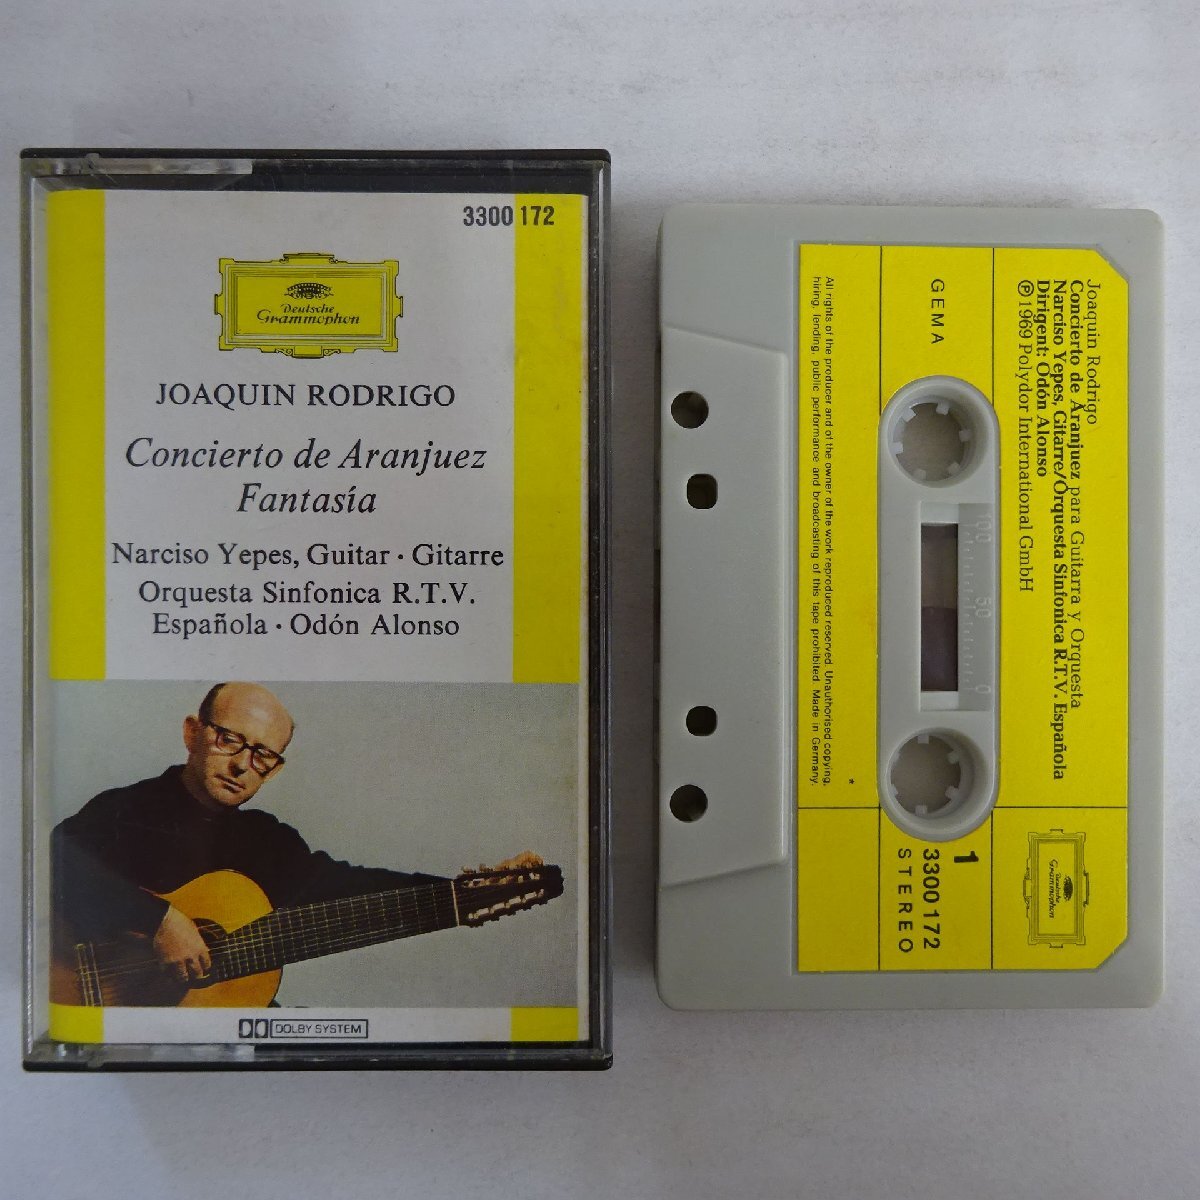 3300 172
Deutsche
Grammophon
JOAQUIN RODRIGO
Concierto de Aranjuez
Fantasía
Narciso Yepes, Guitar · Gitarre
Orquesta Sinfonica R.T.V.
Española · Odón Alonso
DOLBY SYSTEM
Joaquin Rodrigo
Concierto de Aranjuez para Guitarra y Orquesta
Narciso Yepes, Gitarre/Orquesta Sinfonica R.T.V. Española
Dirigent: Odón Alonso
℗ 1969 Polydor International GmbH
GEMA
100 50 0
All rights of the producer and of the owner of the work reproduced reserved. Unauthorised copying,
hiring, lending, public performance and broadcasting of this tape prohibited. Made in Germany.
*
Deutsche
Grammophon
1
3300 172
STEREO